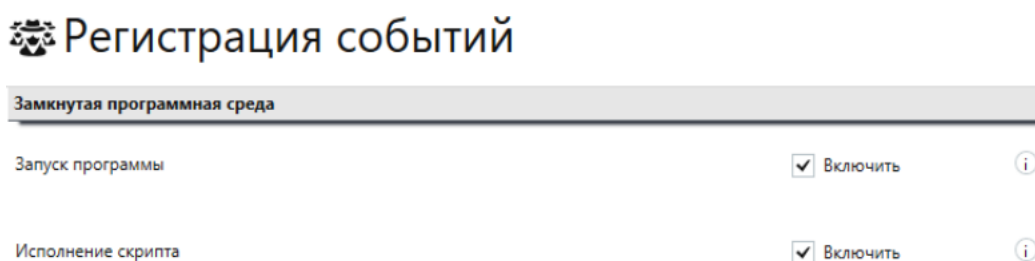 Регистрация событий
Замкнутая программная среда
Запуск программы
Включить
Исполнение скрипта
Включить